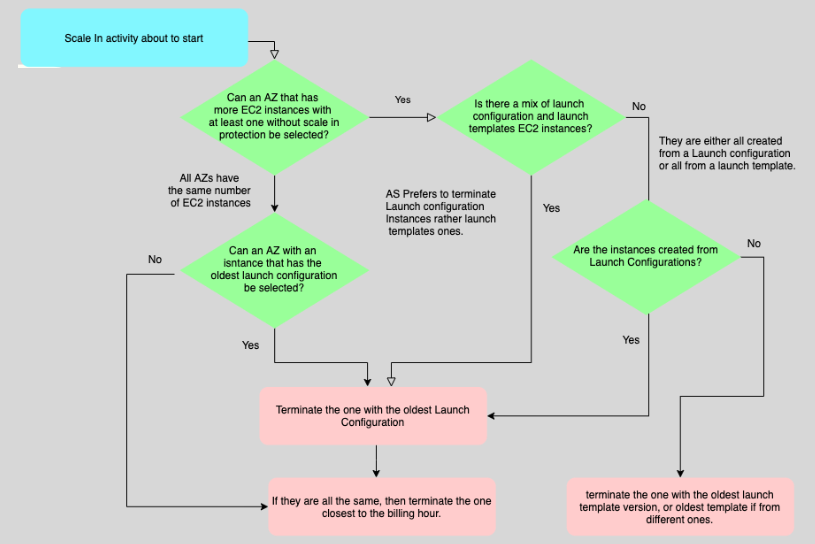 Scale In activity about to start
Can an AZ that has
more EC2 instances with
at least one without scale in
protection be selected?
Yes
Is there a mix of launch
configuration and launch
templates EC2 instances?
No
They are either all created
from a Launch configuration
or all from a launch template.
All AZs have
the same number
of EC2 instances
AS Prefers to terminate
Launch configuration
Instances rather launch
templates ones.
Yes
No
Can an AZ with an
isntance that has the
oldest launch configuration
be selected?
Are the instances created from
Launch Configurations?
No
Yes
Yes
Terminate the one with the oldest Launch
Configuration
If they are all the same, then terminate the one
closest to the billing hour.
terminate the one with the oldest launch
template version, or oldest template if from
different ones.